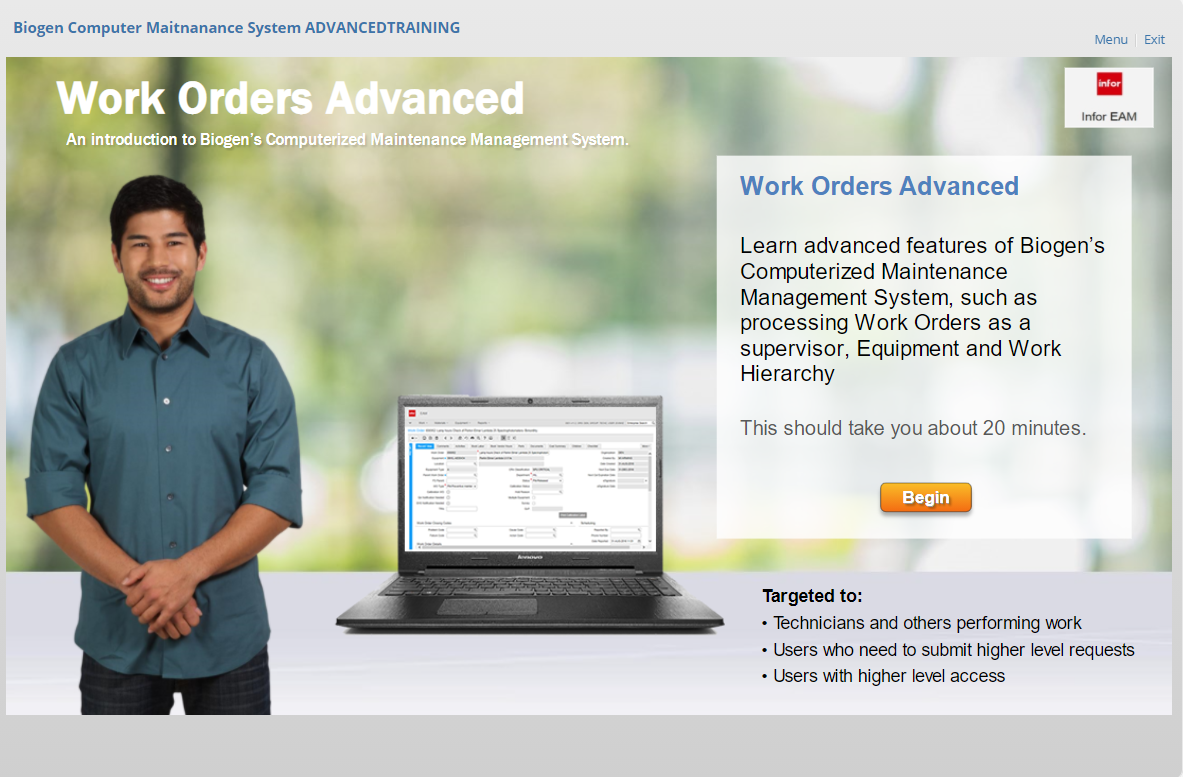 Biogen Computer Maitnanance System ADVANCEDTRAINING
Menu | Exit
Work Orders Advanced
An introduction to Biogen's Computerized Maintenance Management System.
infor
Infor EAM
Work Orders Advanced
Learn advanced features of Biogen's
Computerized Maintenance
Management System, such as
processing Work Orders as a
supervisor, Equipment and Work
Hierarchy
This should take you about 20 minutes.
Begin
Lenovo
Targeted to:
• Technicians and others performing work
• Users who need to submit higher level requests
• Users with higher level access